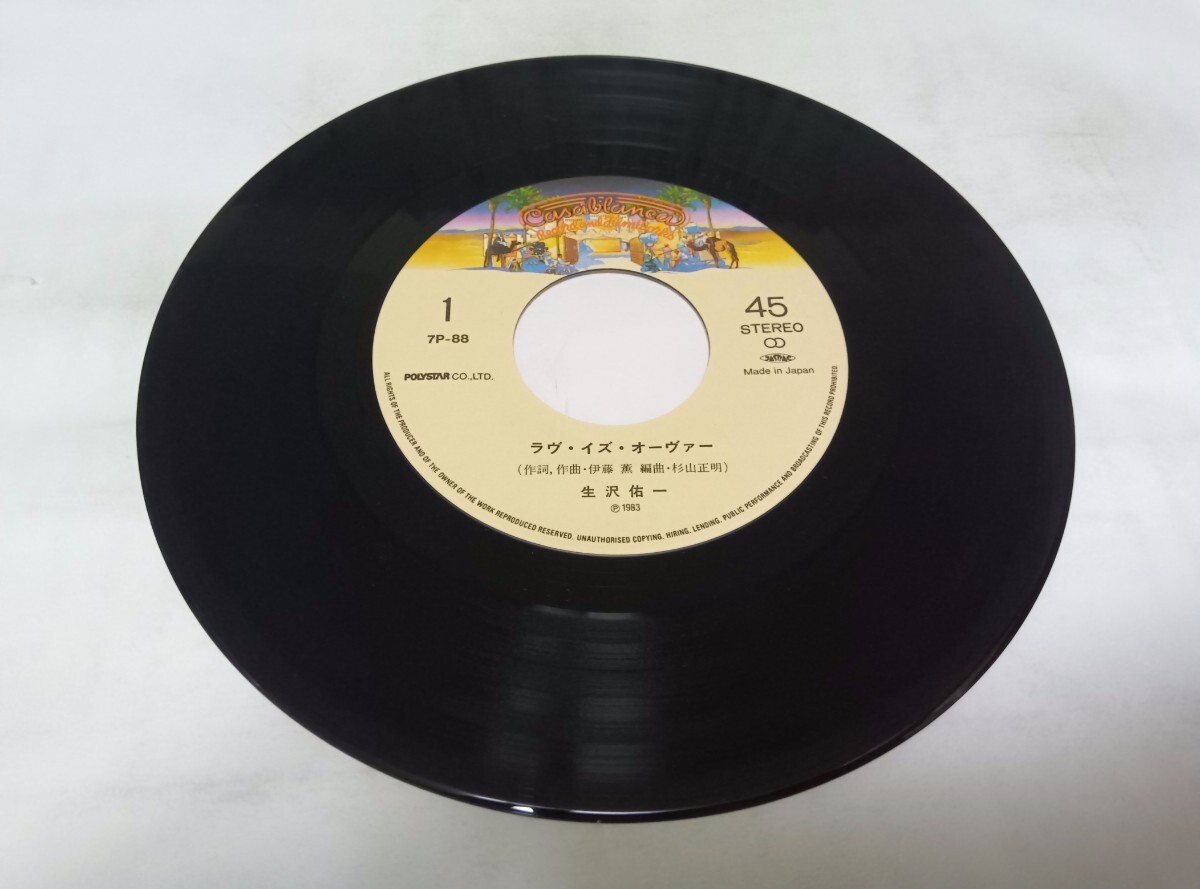 Casablanca
1
7P-88
POLYSTAR CO.,LTD.
45
STEREO
Made in Japan
ラヴ・イズ・オーヴァー
(作詞,作曲・伊藤 薫 編曲・杉山正明)
生沢佑一
Ⓟ1983
ALL RIGHTS OF THE PRODUCER AND OF THE OWNER OF THE WORK REPRODUCED RESERVED. UNAUTHORISED COPYING. HIRING. LENDING. PUBLIC PERFORMANCE AND BROADCASTING OF THIS RECORD PROHIBITED.